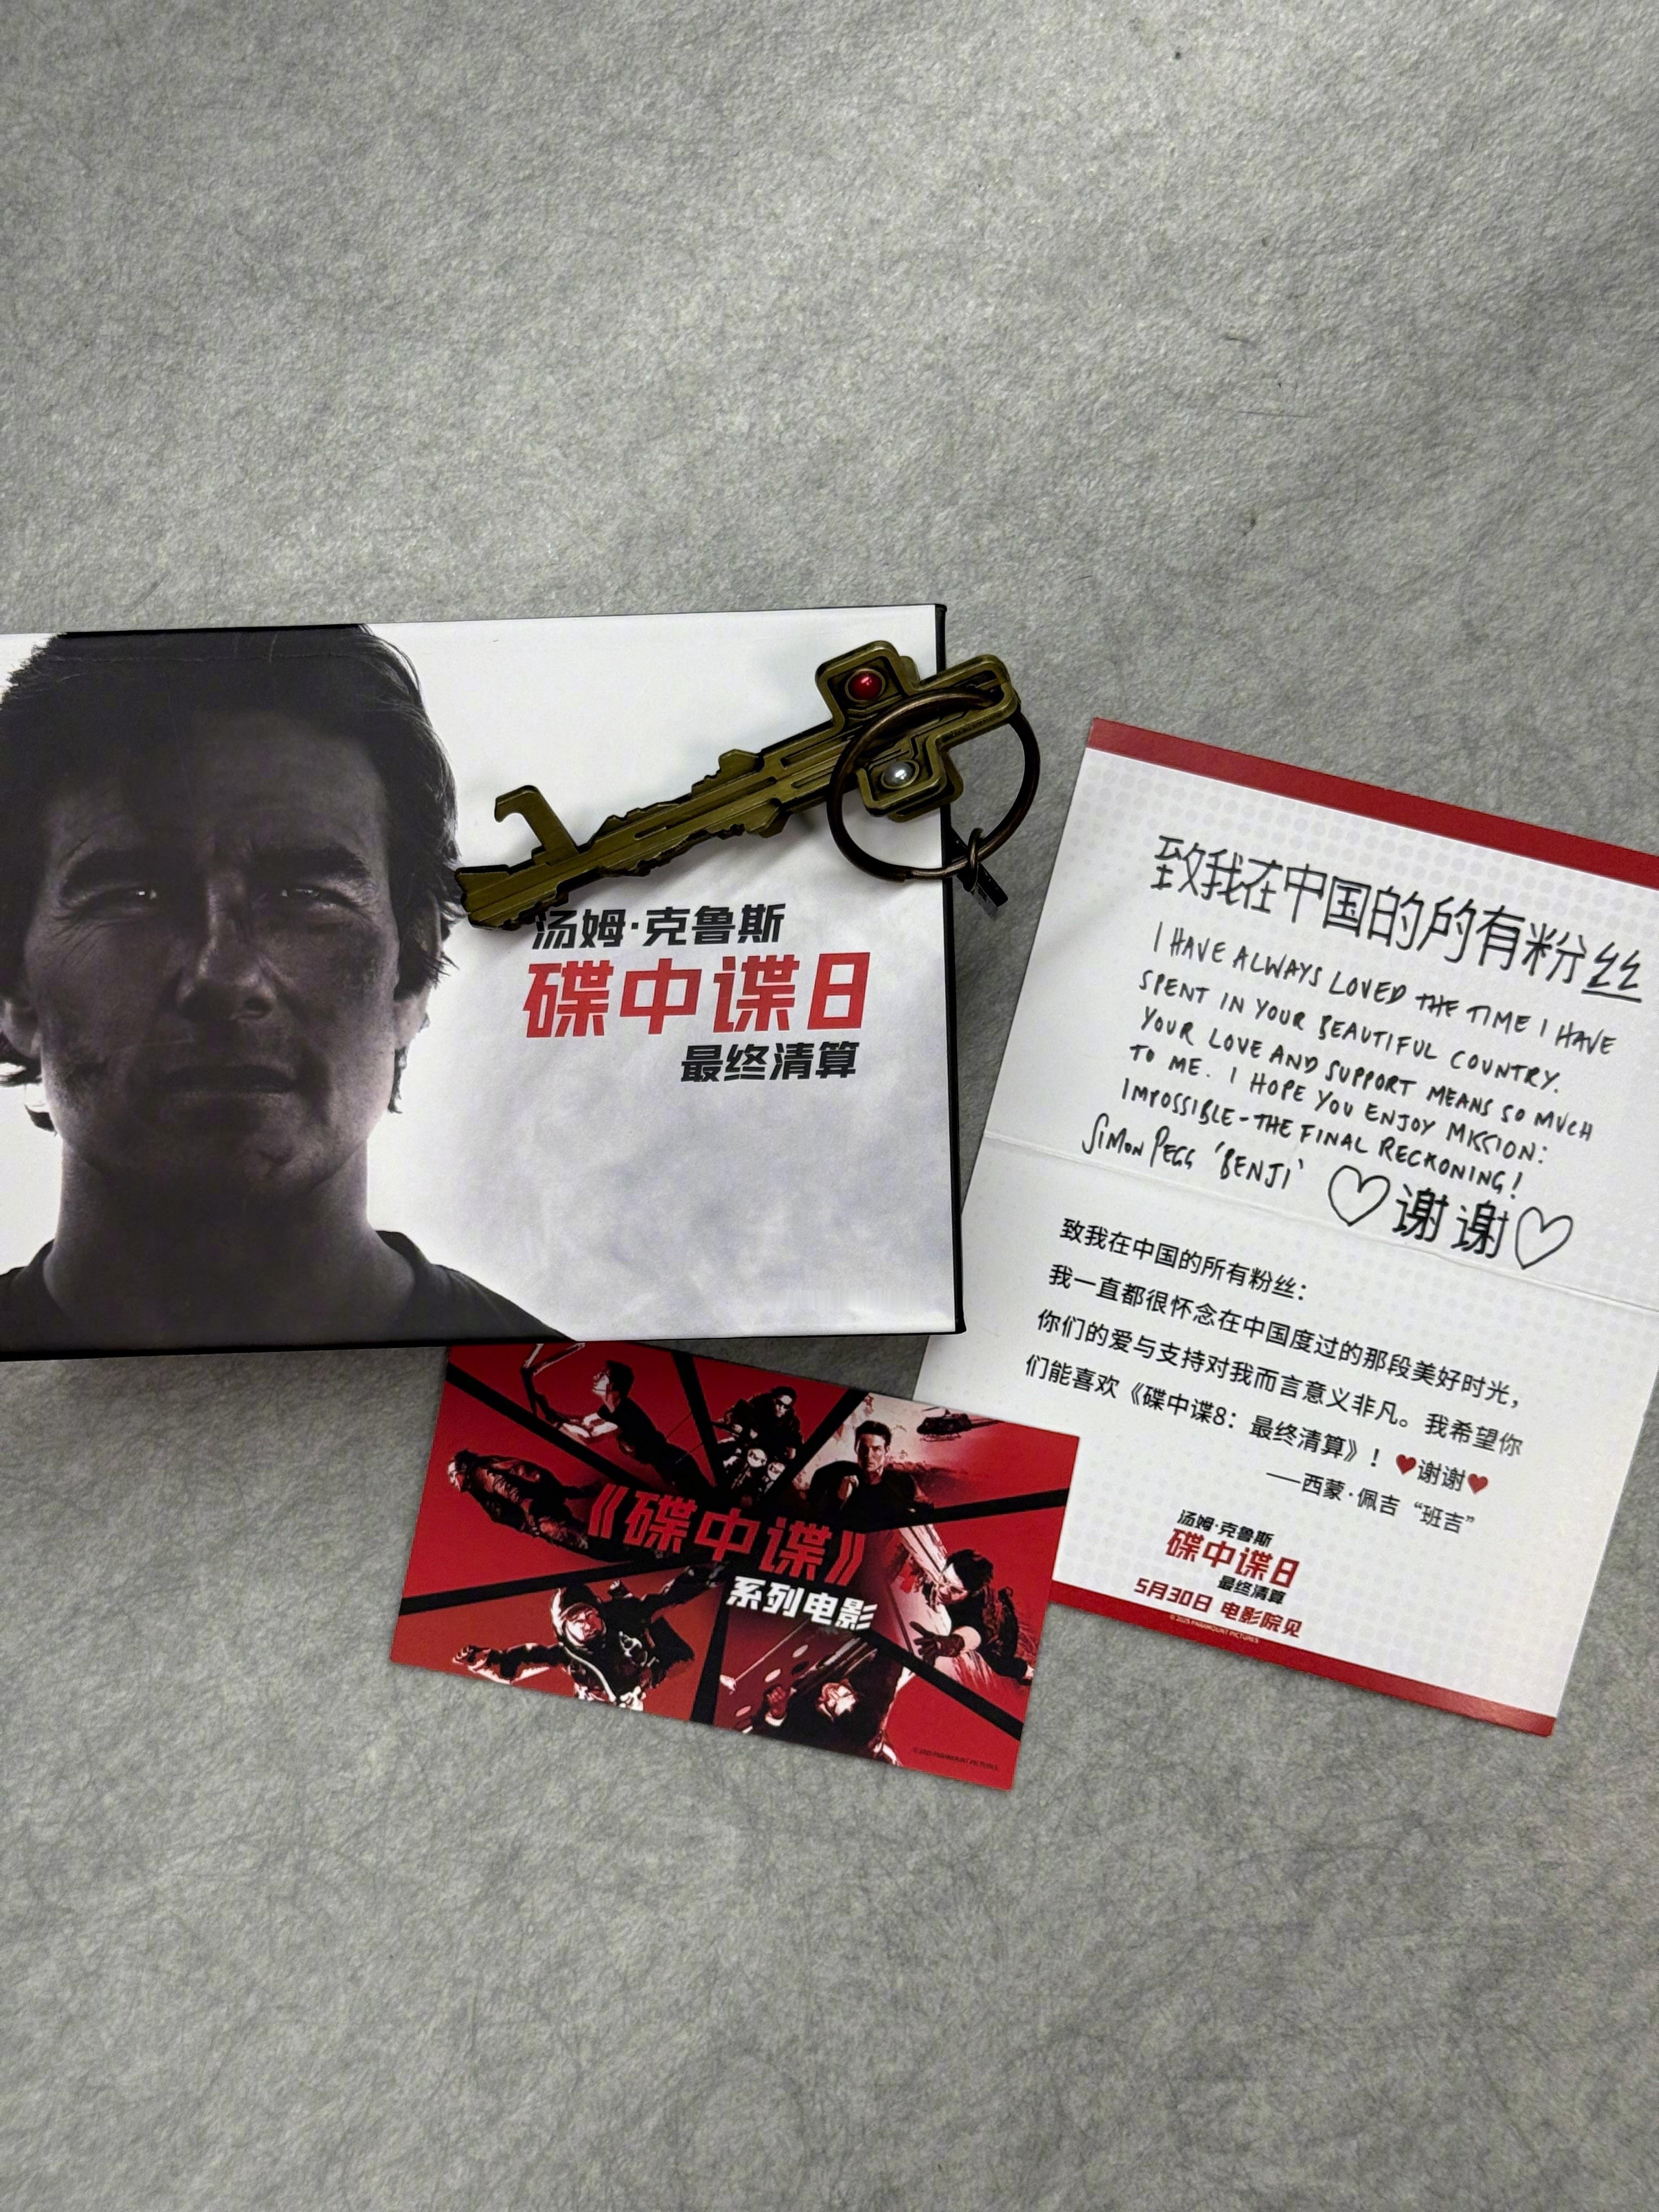 汤姆·克鲁斯
碟中谍8
最终清算
致我在中国的所有粉丝
I HAVE ALWAYS LOVED THE TIME I HAVE
SPENT IN YOUR BEAUTIFUL COUNTRY.
YOUR LOVE AND SUPPORT MEANS SO MUCH
TO ME. I HOPE YOU ENJOY MISSION:
IMPOSSIBLE-THE FINAL RECKONING!
SIMON PEGG 'BENJI' ♡谢谢♡
致我在中国的所有粉丝：
我一直都很怀念在中国度过的那段美好时光，
你们的爱与支持对我而言意义非凡。我希望你
们能喜欢《碟中谍8：最终清算》！♥谢谢♥
——西蒙·佩吉“班吉”
汤姆·克鲁斯
碟中谍8
最终清算
5月30日 电影院见
© 2025 PARAMOUNT PICTURES
《碟中谍》
系列电影
© 2025 PARAMOUNT PICTURES